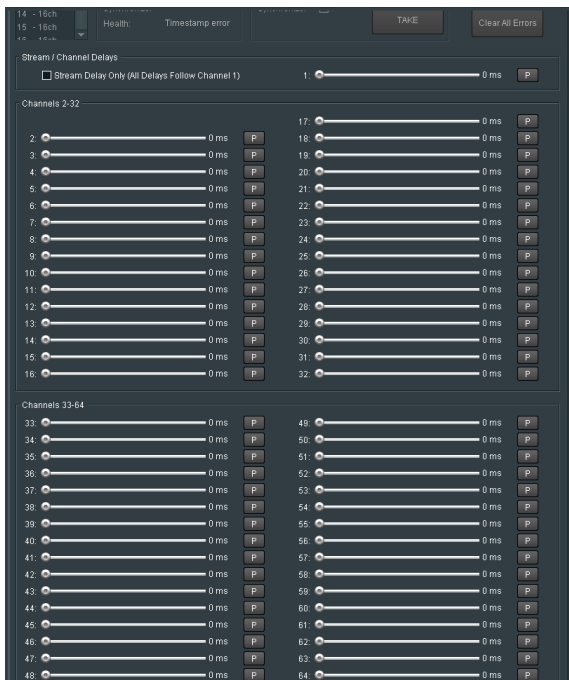 14 - 16ch
15 - 16ch
Health: Timestamp error
TAKE
Clear All Errors
Stream / Channel Delays
Stream Delay Only (All Delays Follow Channel 1)
1: 0 ms P
Channels 2-32
17: 0 ms P
2: 0 ms P 18: 0 ms P
3: 0 ms P 19: 0 ms P
4: 0 ms P 20: 0 ms P
5: 0 ms P 21: 0 ms P
6: 0 ms P 22: 0 ms P
7: 0 ms P 23: 0 ms P
8: 0 ms P 24: 0 ms P
9: 0 ms P 25: 0 ms P
10: 0 ms P 26: 0 ms P
11: 0 ms P 27: 0 ms P
12: 0 ms P 28: 0 ms P
13: 0 ms P 29: 0 ms P
14: 0 ms P 30: 0 ms P
15: 0 ms P 31: 0 ms P
16: 0 ms P 32: 0 ms P
Channels 33-64
33: 0 ms P 49: 0 ms P
34: 0 ms P 50: 0 ms P
35: 0 ms P 51: 0 ms P
36: 0 ms P 52: 0 ms P
37: 0 ms P 53: 0 ms P
38: 0 ms P 54: 0 ms P
39: 0 ms P 55: 0 ms P
40: 0 ms P 56: 0 ms P
41: 0 ms P 57: 0 ms P
42: 0 ms P 58: 0 ms P
43: 0 ms P 59: 0 ms P
44: 0 ms P 60: 0 ms P
45: 0 ms P 61: 0 ms P
46: 0 ms P 62: 0 ms P
47: 0 ms P 63: 0 ms P
48: 0 ms P 64: 0 ms P